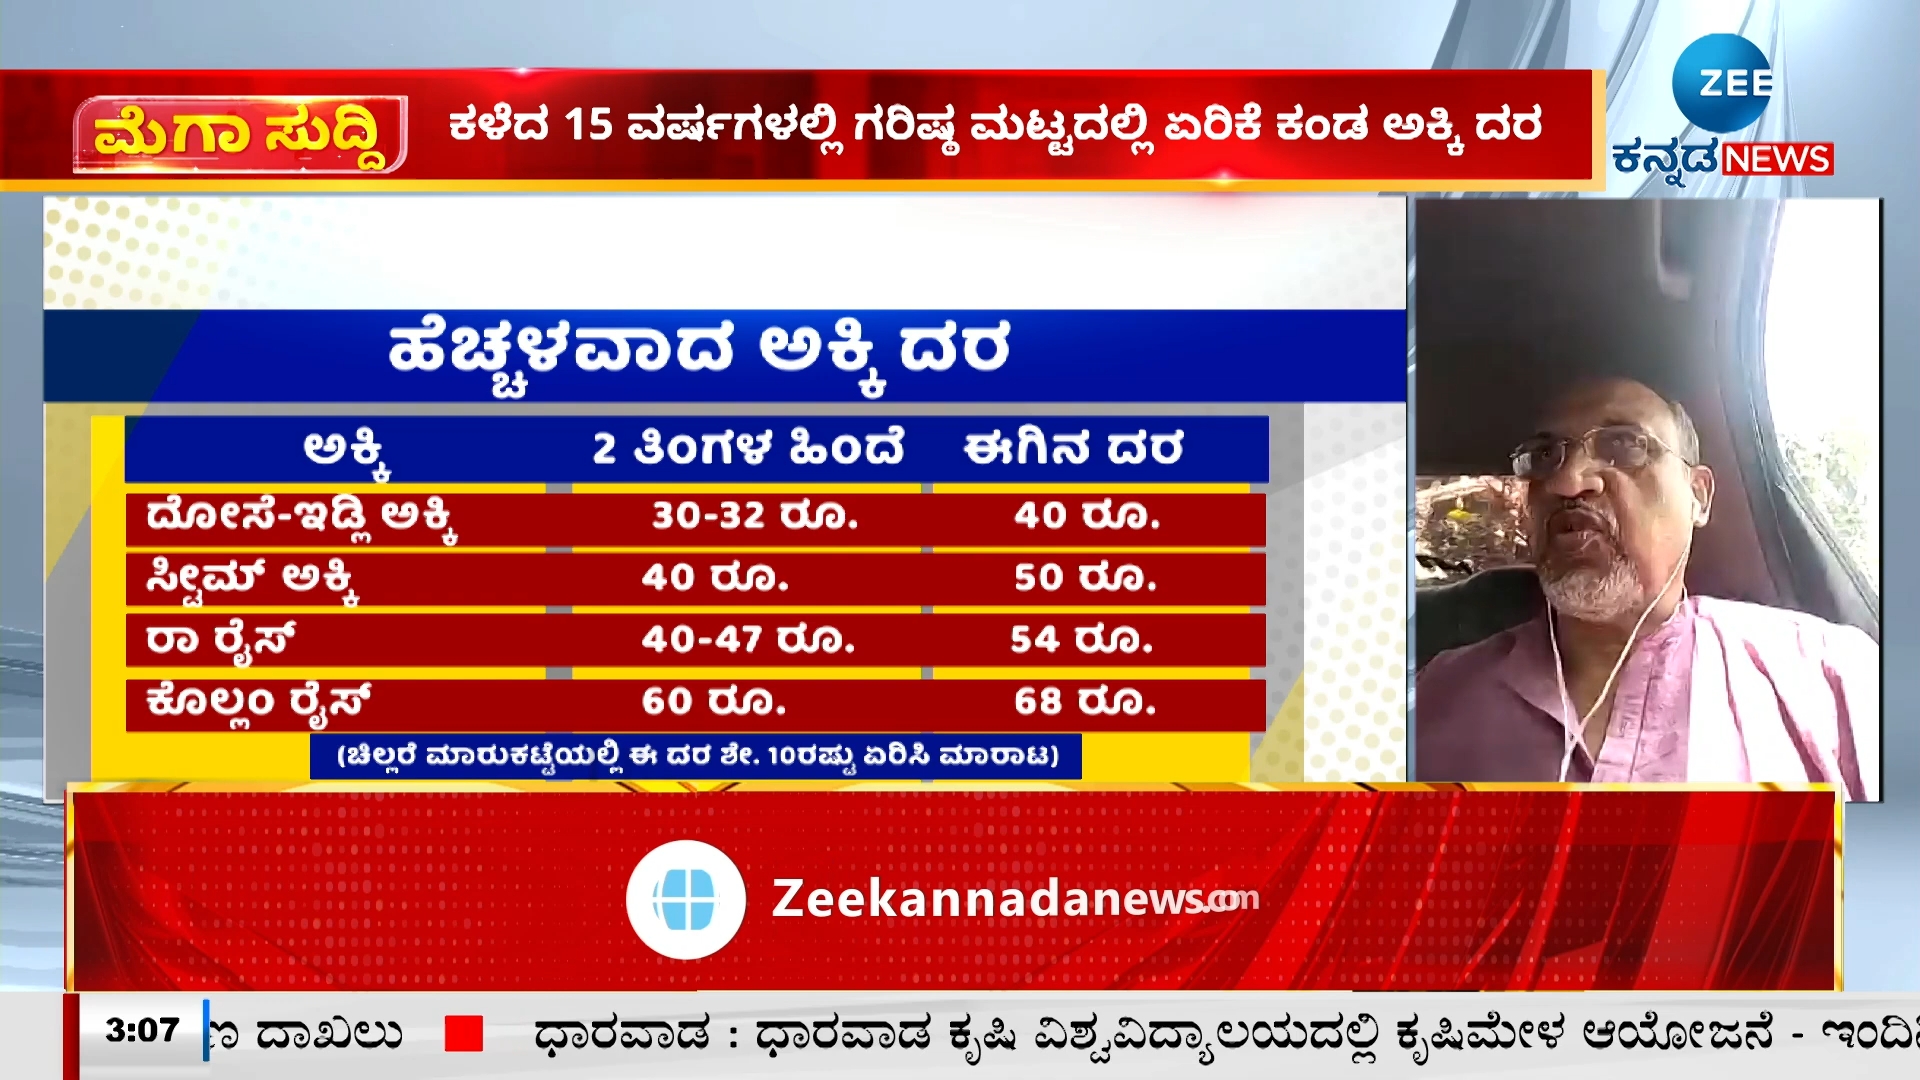 ZEE
ಕನ್ನಡ NEWS
ಮೆಗಾ ಸುದ್ದಿ
ಕಳೆದ 15 ವರ್ಷಗಳಲ್ಲಿ ಗರಿಷ್ಠ ಮಟ್ಟದಲ್ಲಿ ಏರಿಕೆ ಕಂಡ ಅಕ್ಕಿ ದರ
ಹೆಚ್ಚಳವಾದ ಅಕ್ಕಿ ದರ
ಅಕ್ಕಿ 2 ತಿಂಗಳ ಹಿಂದೆ ಈಗಿನ ದರ
ದೋಸೆ-ಇಡ್ಲಿ ಅಕ್ಕಿ 30-32 ರೂ. 40 ರೂ.
ಸ್ಟೀಮ್ ಅಕ್ಕಿ 40 ರೂ. 50 ರೂ.
ರಾ ರೈಸ್ 40-47 ರೂ. 54 ರೂ.
ಕೊಲ್ಲಂ ರೈಸ್ 60 ರೂ. 68 ರೂ.
(ಚಿಲ್ಲರೆ ಮಾರುಕಟ್ಟೆಯಲ್ಲಿ ಈ ದರ ಶೇ. 10ರಷ್ಟು ಏರಿಸಿ ಮಾರಾಟ)
Zeekannadanews.com
3:07 ದಾಖಲು ಧಾರವಾಡ : ಧಾರವಾಡ ಕೃಷಿ ವಿಶ್ವವಿದ್ಯಾಲಯದಲ್ಲಿ ಕೃಷಿಮೇಳ ಆಯೋಜನೆ -